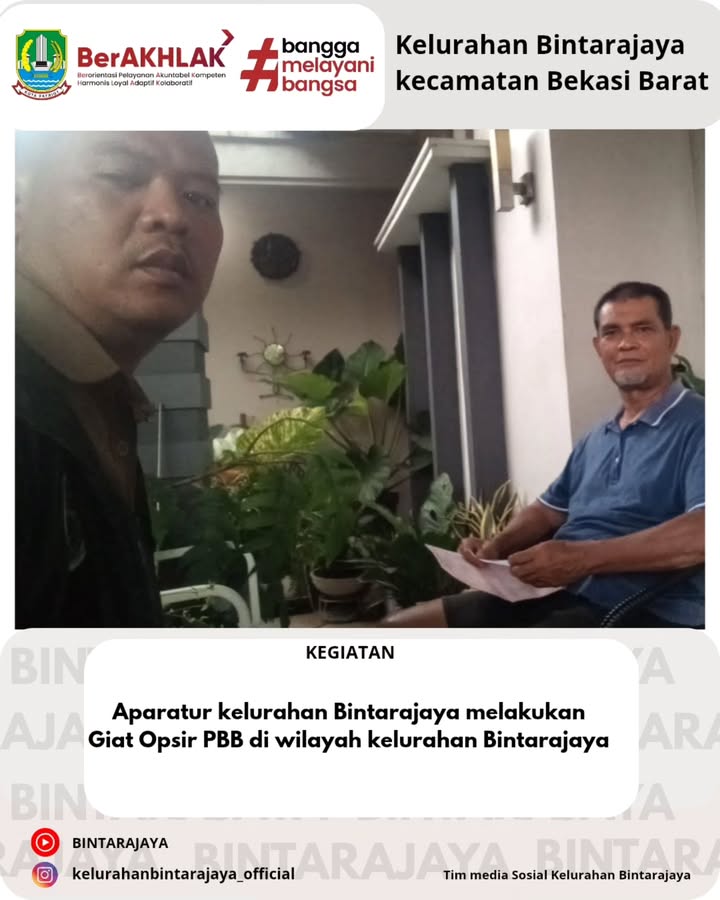 BerAKHLAK
Berorientasi Pelayanan Akuntabel Kompeten
Harmonis Loyal Adaptif Kolaboratif
#bangga
melayani
bangsa
Kelurahan Bintarajaya
kecamatan Bekasi Barat
KEGIATAN
Aparatur kelurahan Bintarajaya melakukan
Giat Opsir PBB di wilayah kelurahan Bintarajaya
BINTARAJAYA
kelurahanbintarajaya_official
Tim media Sosial Kelurahan Bintarajaya
BINTARAJAYA